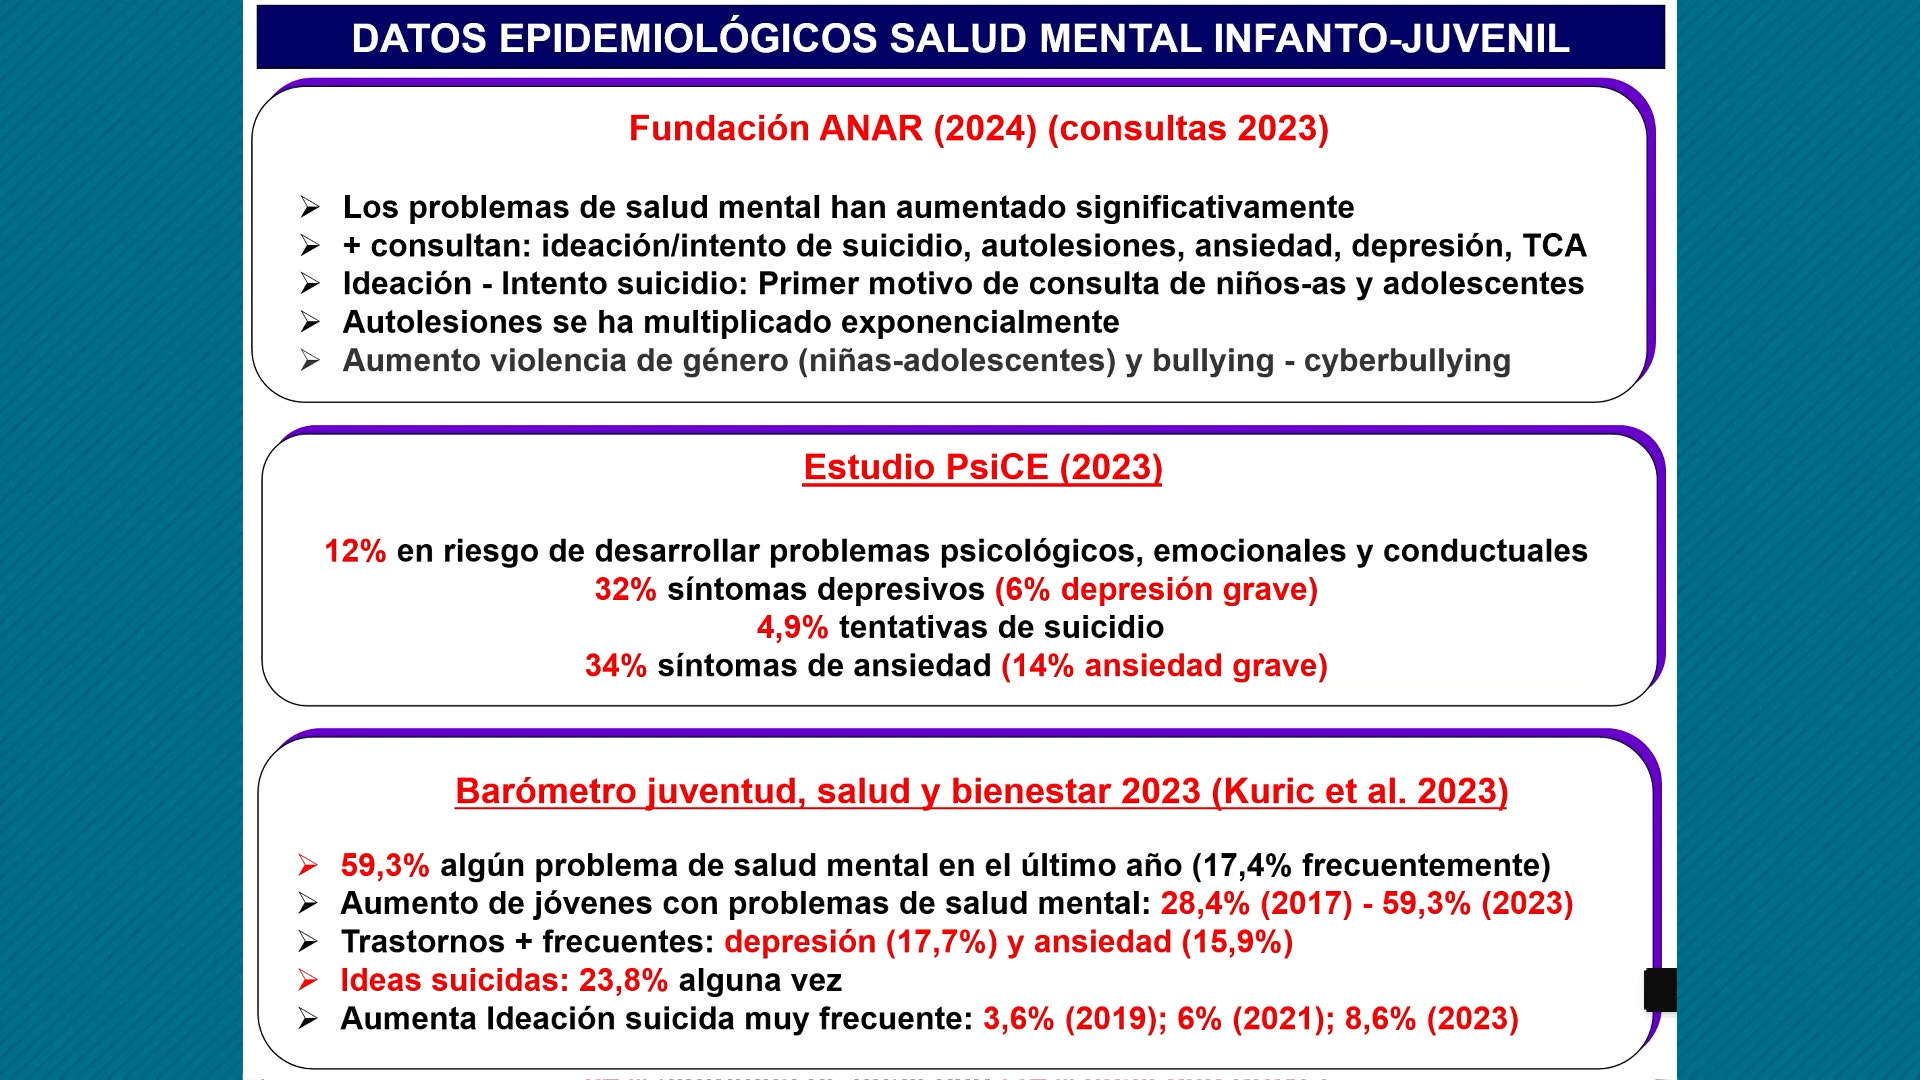 DATOS EPIDEMIOLÓGICOS SALUD MENTAL INFANTO-JUVENIL
Fundación ANAR (2024) (consultas 2023)
➢ Los problemas de salud mental han aumentado significativamente
➢ + consultan: ideación/intento de suicidio, autolesiones, ansiedad, depresión, TCA
➢ Ideación - Intento suicidio: Primer motivo de consulta de niños-as y adolescentes
➢ Autolesiones se ha multiplicado exponencialmente
➢ Aumento violencia de género (niñas-adolescentes) y bullying - cyberbullying
Estudio PsiCE (2023)
12% en riesgo de desarrollar problemas psicológicos, emocionales y conductuales
32% síntomas depresivos (6% depresión grave)
4,9% tentativas de suicidio
34% síntomas de ansiedad (14% ansiedad grave)
Barómetro juventud, salud y bienestar 2023 (Kuric et al. 2023)
➢ 59,3% algún problema de salud mental en el último año (17,4% frecuentemente)
➢ Aumento de jóvenes con problemas de salud mental: 28,4% (2017) - 59,3% (2023)
➢ Trastornos + frecuentes: depresión (17,7%) y ansiedad (15,9%)
➢ Ideas suicidas: 23,8% alguna vez
➢ Aumenta Ideación suicida muy frecuente: 3,6% (2019); 6% (2021); 8,6% (2023)